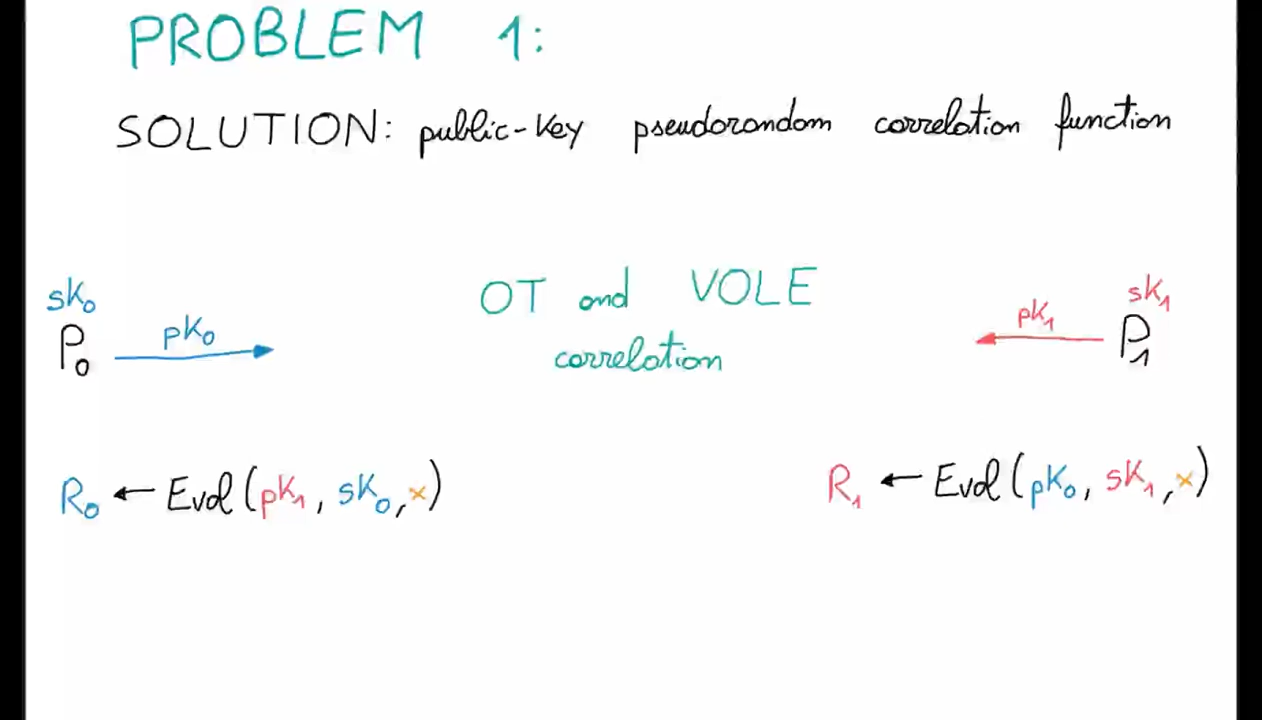 PROBLEM 1:
SOLUTION: public-key pseudorandom correlation function
sk₀ OT and VOLE sk₁
P₀ pk₀ correlation pk₁ P₁
R₀ ← Eval(pk₁, sk₀, x) R₁ ← Eval(pk₀, sk₁, x)